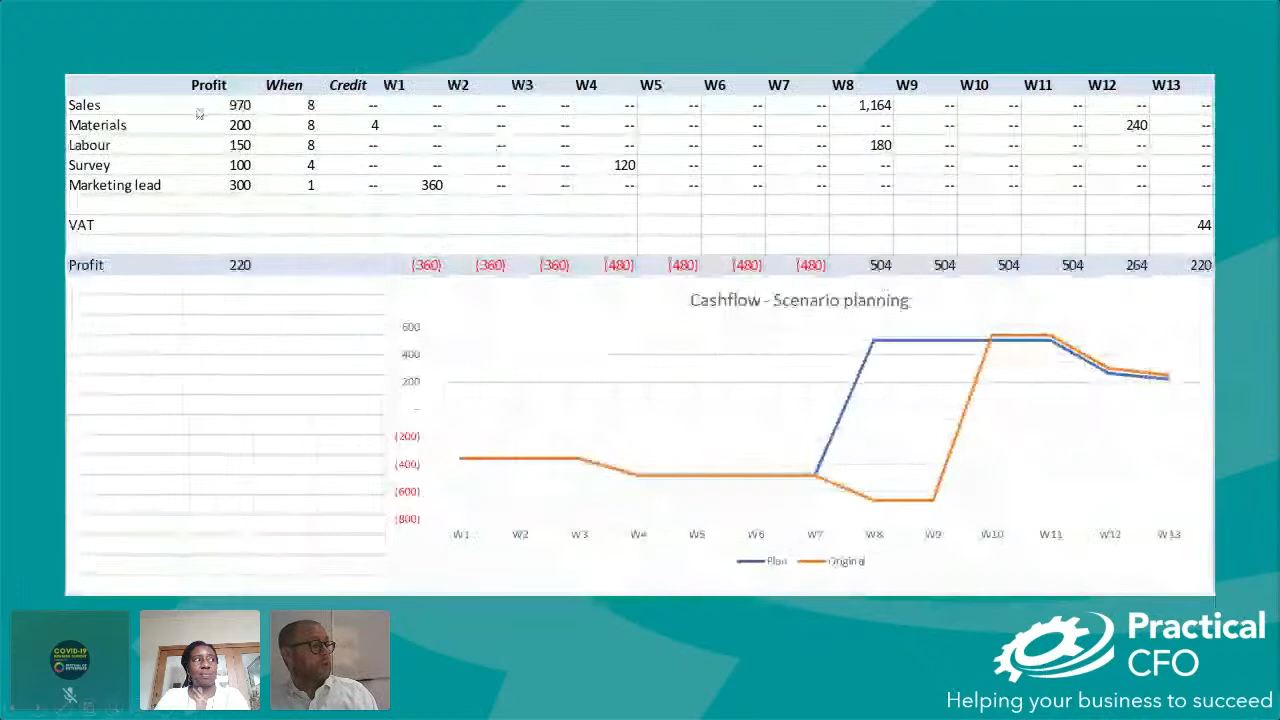 Profit When Credit W1 W2 W3 W4 W5 W6 W7 W8 W9 W10 W11 W12 W13
Sales 970 8 -- -- -- -- -- -- -- -- 1,164 -- -- -- -- --
Materials 200 8 4 -- -- -- -- -- -- -- -- -- -- -- 240 --
Labour 150 8 -- -- -- -- -- -- -- -- 180 -- -- -- -- --
Survey 100 4 -- -- -- -- 120 -- -- -- -- -- -- -- -- --
Marketing lead 300 1 -- 360 -- -- -- -- -- -- -- -- -- -- -- --
VAT 44
Profit 220 (360) (360) (360) (480) (480) (480) (480) 504 504 504 504 264 220
Cashflow - Scenario planning
600
400
200
--
(200)
(400)
(600)
(800)
W1 W2 W3 W4 W5 W6 W7 W8 W9 W10 W11 W12 W13
Plan Original
COVID-19
Practical
CFO
Helping your business to succeed